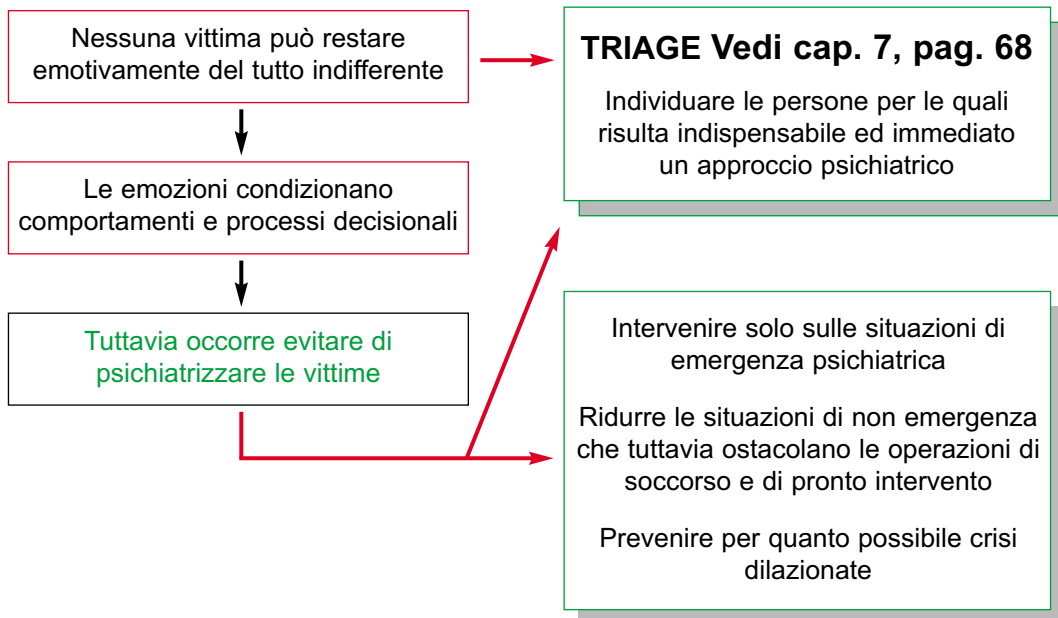 Nessuna vittima può restare
emotivamente del tutto indifferente
Le emozioni condizionano
comportamenti e processi decisionali
Tuttavia occorre evitare di
psichiatrizzare le vittime
TRIAGE Vedi cap. 7, pag. 68
Individuare le persone per le quali
risulta indispensabile ed immediato
un approccio psichiatrico
Intervenire solo sulle situazioni di
emergenza psichiatrica
Ridurre le situazioni di non emergenza
che tuttavia ostacolano le operazioni di
soccorso e di pronto intervento
Prevenire per quanto possibile crisi
dilazionate